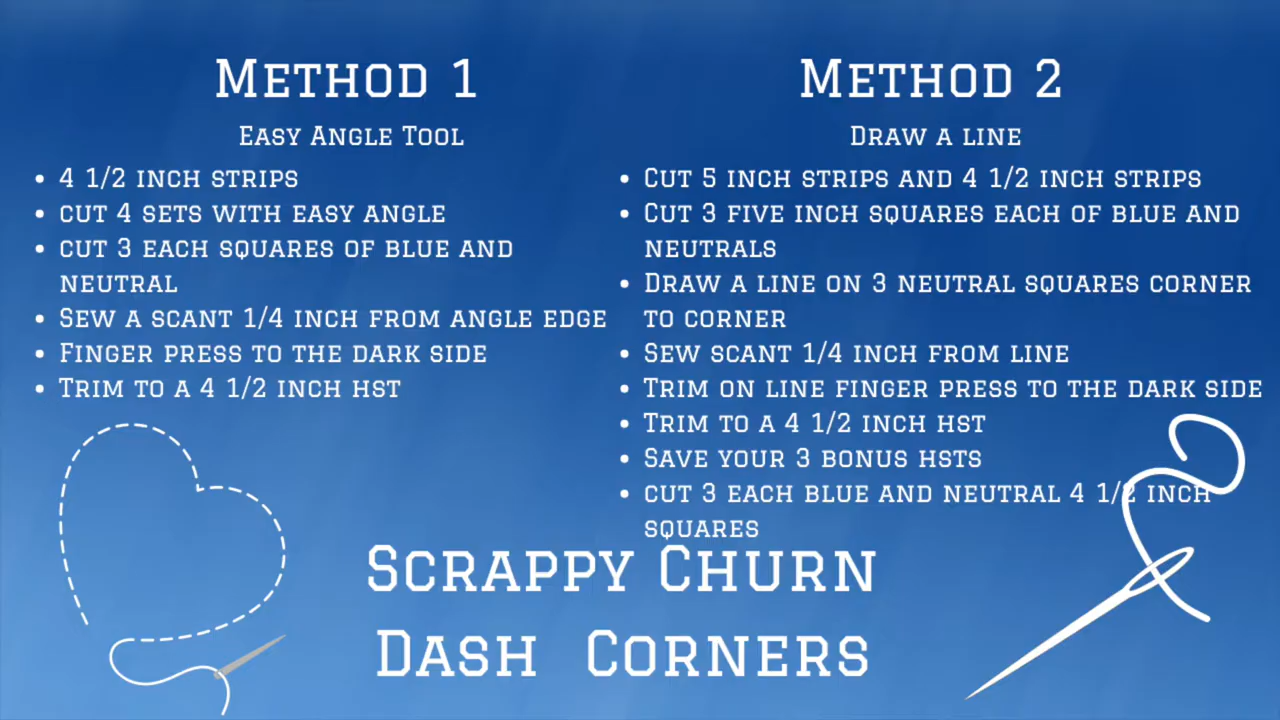 Method 1
Easy Angle Tool
• 4 1/2 inch strips
• cut 4 sets with easy angle
• cut 3 each squares of blue and
neutral
• Sew a scant 1/4 inch from angle edge
• Finger press to the dark side
• Trim to a 4 1/2 inch hst
Method 2
Draw a line
• Cut 5 inch strips and 4 1/2 inch strips
• Cut 3 five inch squares each of blue and
neutrals
• Draw a line on 3 neutral squares corner
to corner
• Sew scant 1/4 inch from line
• Trim on line finger press to the dark side
• Trim to a 4 1/2 inch hst
• Save your 3 bonus hsts
• cut 3 each blue and neutral 4 1/2 inch
squares
Scrappy Churn
Dash Corners